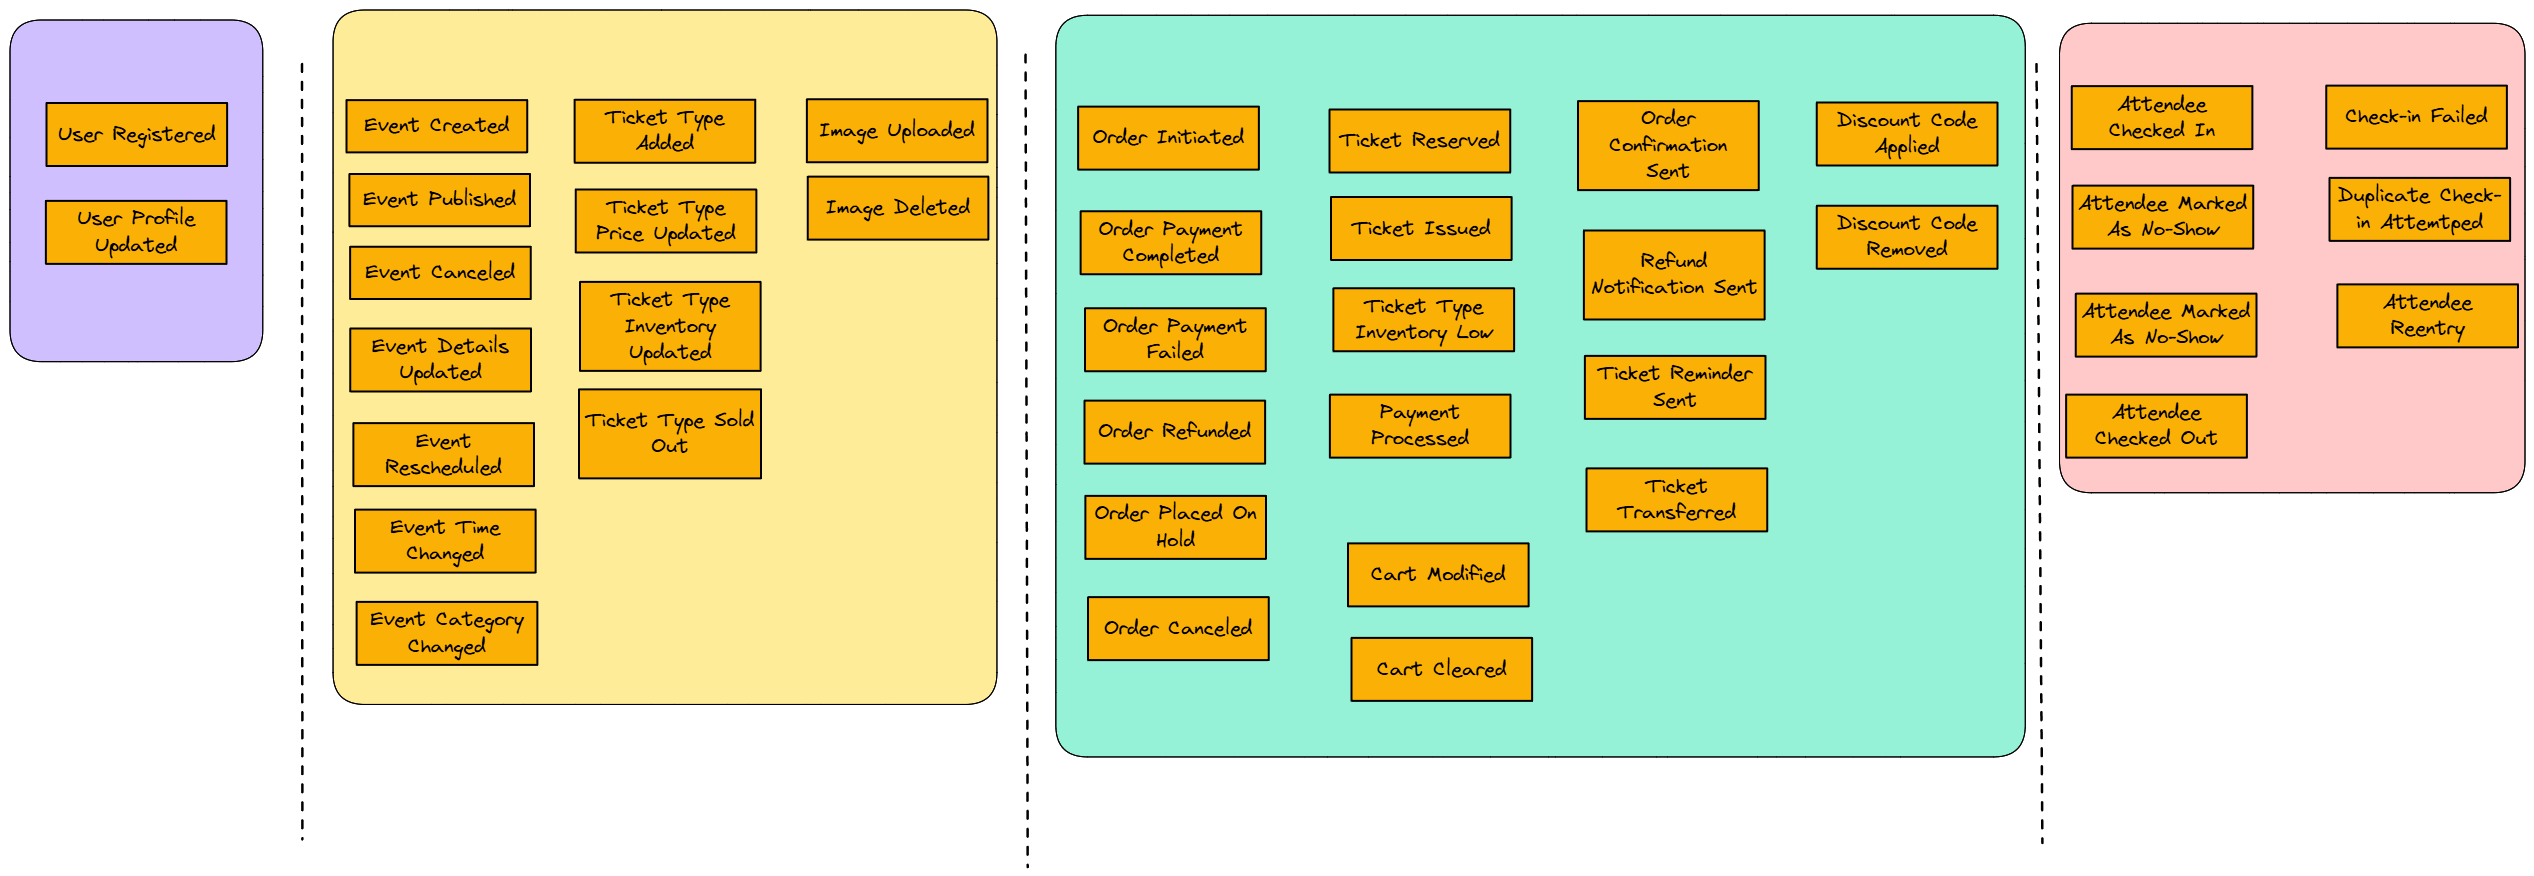 User Registered
User Profile
Updated
Event Created
Event Published
Event Canceled
Event Details
Updated
Event
Rescheduled
Event Time
Changed
Event Category
Changed
Ticket Type
Added
Ticket Type
Price Updated
Ticket Type
Inventory
Updated
Ticket Type Sold
Out
Image Uploaded
Image Deleted
Order Initiated
Order Payment
Completed
Order Payment
Failed
Order Refunded
Order Placed On
Hold
Order Canceled
Ticket Reserved
Ticket Issued
Ticket Type
Inventory Low
Payment
Processed
Cart Modified
Cart Cleared
Order
Confirmation
Sent
Refund
Notification Sent
Ticket Reminder
Sent
Ticket
Transferred
Discount Code
Applied
Discount Code
Removed
Attendee
Checked In
Attendee Marked
As No-Show
Attendee Marked
As No-Show
Attendee
Checked Out
Check-in Failed
Duplicate Check-
in Attemtped
Attendee
Reentry